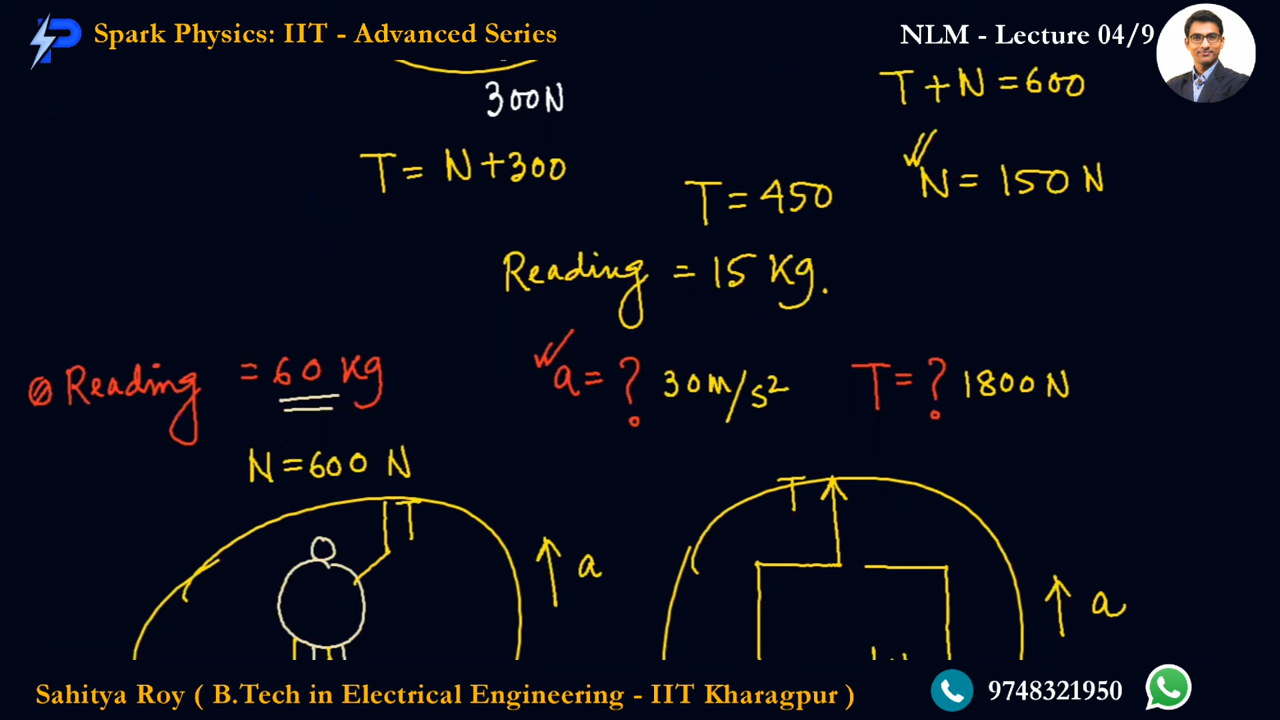 Spark Physics: IIT - Advanced Series
NLM - Lecture 04/9
300N
T + N = 600
T = N + 300
N = 150 N
T = 450
Reading = 15 Kg.
Reading = 60 Kg
a = ? 30 m/s²
T = ? 1800 N
N = 600 N
T
T
a
a
Sahitya Roy ( B.Tech in Electrical Engineering - IIT Kharagpur )
9748321950